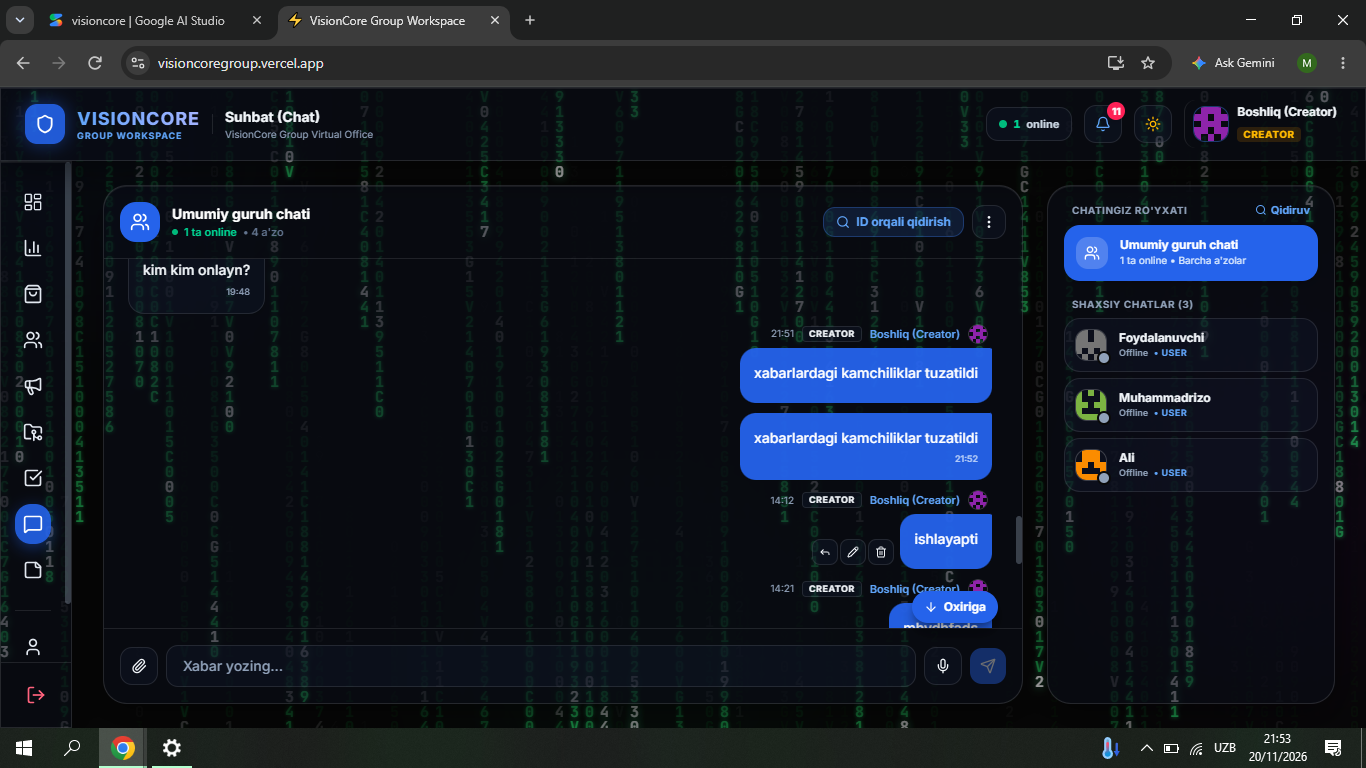 visioncore | Google AI Studio
VisionCore Group Workspace
visioncoregroup.vercel.app
Ask Gemini
M
VISIONCORE
GROUP WORKSPACE
Suhbat (Chat)
VisionCore Group Virtual Office
1 online
11
Boshliq (Creator)
CREATOR
Umumiy guruh chati
1 ta online • 4 a'zo
ID orqali qidirish
kim kim onlayn?
19:48
21:51 CREATOR Boshliq (Creator)
xabarlardagi kamchiliklar tuzatildi
xabarlardagi kamchiliklar tuzatildi
21:52
14:12 CREATOR Boshliq (Creator)
ishlayapti
14:21 CREATOR Boshliq (Creator)
Oxiriga
Xabar yozing...
CHATINGIZ RO'YXATI
Qidiruv
Umumiy guruh chati
1 ta online • Barcha a'zolar
SHAXSIY CHATLAR (3)
Foydalanuvchi
Offline • USER
Muhammadrizo
Offline • USER
Ali
Offline • USER
UZB
21:53
20/11/2026